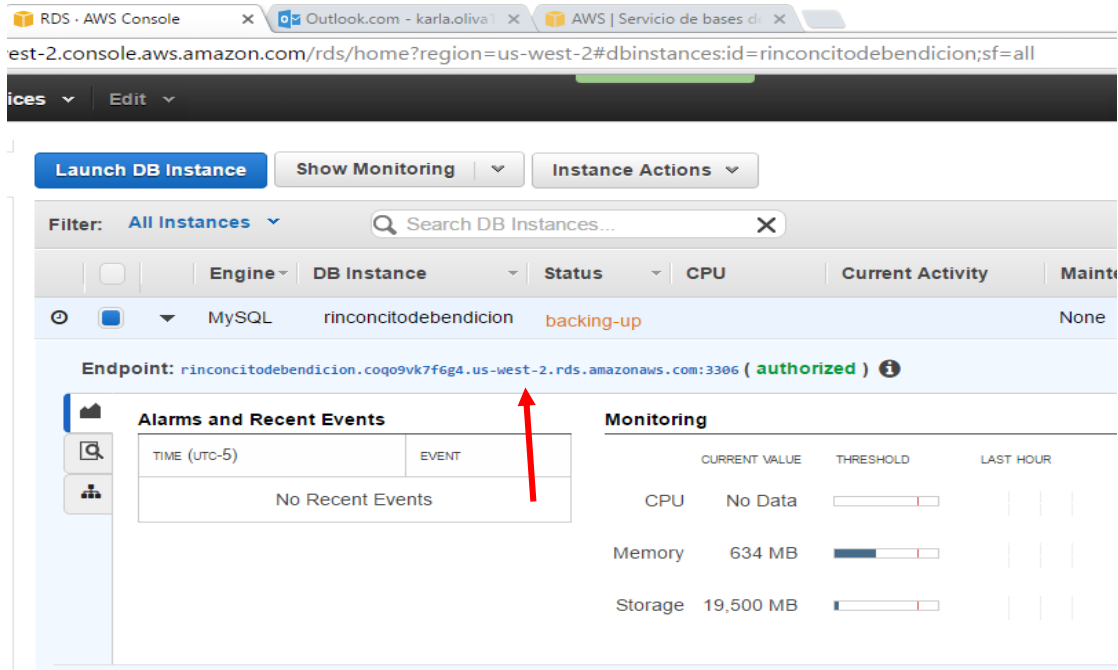 RDS · AWS Console
Outlook.com - karla.oliva1
AWS | Servicio de bases de
est-2.console.aws.amazon.com/rds/home?region=us-west-2#dbinstances:id=rinconcitodebendicion;sf=all
ices Edit
Launch DB Instance Show Monitoring Instance Actions
Filter: All Instances Search DB Instances...
Engine DB Instance Status CPU Current Activity Mainte
MySQL rinconcitodebendicion backing-up None
Endpoint: rinconcitodebendicion.coqo9vk7f6g4.us-west-2.rds.amazonaws.com:3306 ( authorized )
Alarms and Recent Events Monitoring
TIME (UTC-5) EVENT CURRENT VALUE THRESHOLD LAST HOUR
No Recent Events CPU No Data
Memory 634 MB
Storage 19,500 MB